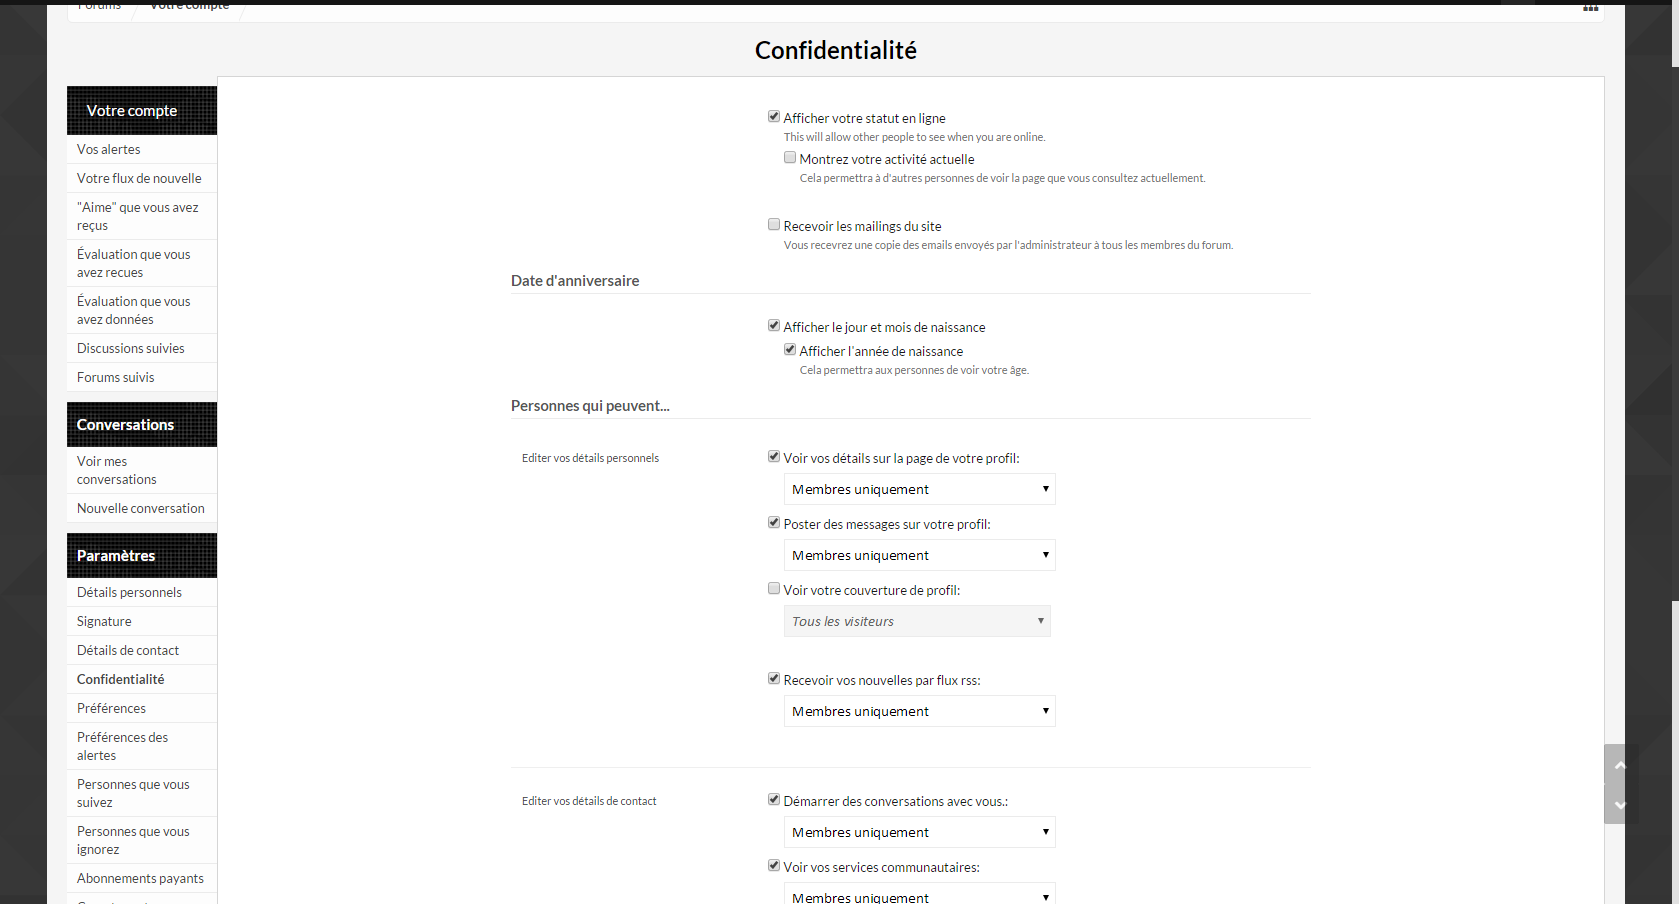 Forums
Votre compte
Confidentialité
Votre compte
Vos alertes
Votre flux de nouvelle
"Aime" que vous avez
reçus
Évaluation que vous
avez recues
Évaluation que vous
avez données
Discussions suivies
Forums suivis
Conversations
Voir mes
conversations
Nouvelle conversation
Paramètres
Détails personnels
Signature
Détails de contact
Confidentialité
Préférences
Préférences des
alertes
Personnes que vous
suivez
Personnes que vous
ignorez
Abonnements payants
Afficher votre statut en ligne
This will allow other people to see when you are online.
Montrez votre activité actuelle
Cela permettra à d'autres personnes de voir la page que vous consultez actuellement.
Recevoir les mailings du site
Vous recevrez une copie des emails envoyés par l'administrateur à tous les membres du forum.
Date d'anniversaire
Afficher le jour et mois de naissance
Afficher l'année de naissance
Cela permettra aux personnes de voir votre âge.
Personnes qui peuvent...
Editer vos détails personnels
Voir vos détails sur la page de votre profil:
Membres uniquement
Poster des messages sur votre profil:
Membres uniquement
Voir votre couverture de profil:
Tous les visiteurs
Recevoir vos nouvelles par flux rss:
Membres uniquement
Editer vos détails de contact
Démarrer des conversations avec vous.:
Membres uniquement
Voir vos services communautaires:
Membres uniquement